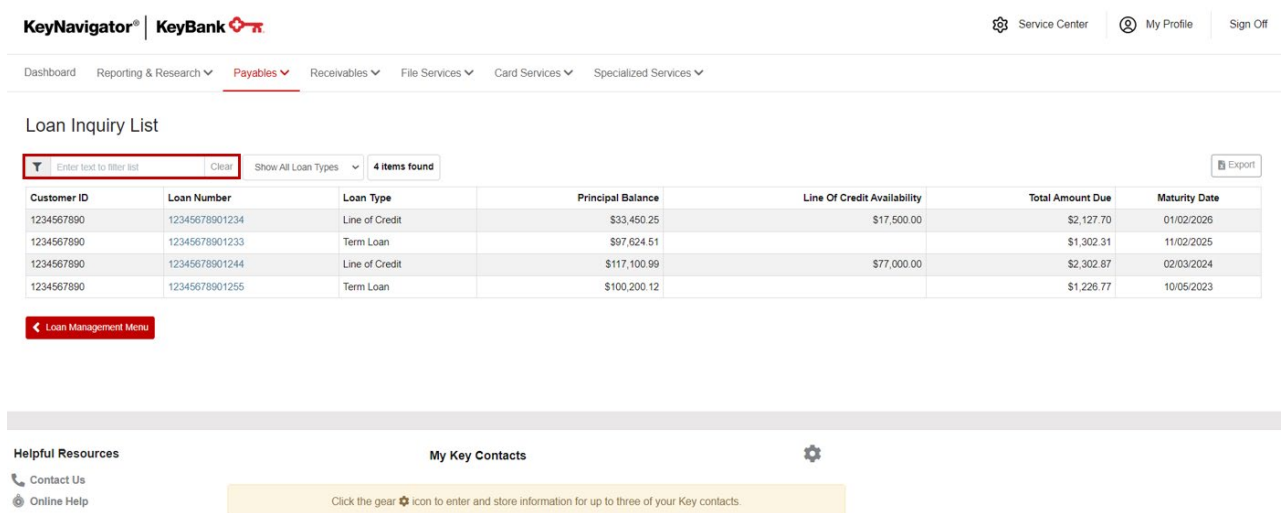 KeyNavigator® KeyBank Service Center My Profile Sign Off
Dashboard Reporting & Research Payables Receivables File Services Card Services Specialized Services
Loan Inquiry List
Enter text to filter list Clear Show All Loan Types 4 items found Export
Customer ID Loan Number Loan Type Principal Balance Line Of Credit Availability Total Amount Due Maturity Date
1234567890 12345678901234 Line of Credit $33,450.25 $17,500.00 $2,127.70 01/02/2026
1234567890 12345678901233 Term Loan $97,624.51 $1,302.31 11/02/2025
1234567890 12345678901244 Line of Credit $117,100.99 $77,000.00 $2,302.87 02/03/2024
1234567890 12345678901255 Term Loan $100,200.12 $1,226.77 10/05/2023
Loan Management Menu
Helpful Resources My Key Contacts
Contact Us
Online Help Click the gear icon to enter and store information for up to three of your Key contacts.